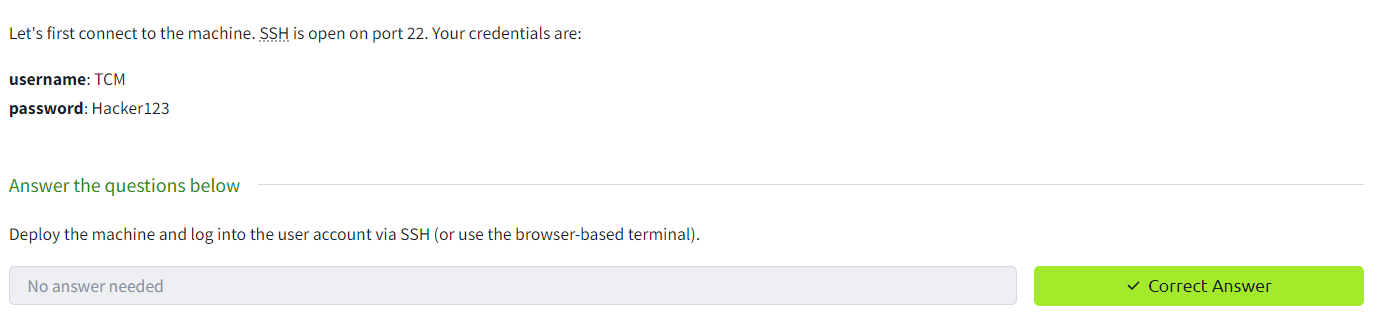 Let's first connect to the machine. SSH is open on port 22. Your credentials are:
username: TCM
password: Hacker123
Answer the questions below
Deploy the machine and log into the user account via SSH (or use the browser-based terminal).
No answer needed
✓ Correct Answer